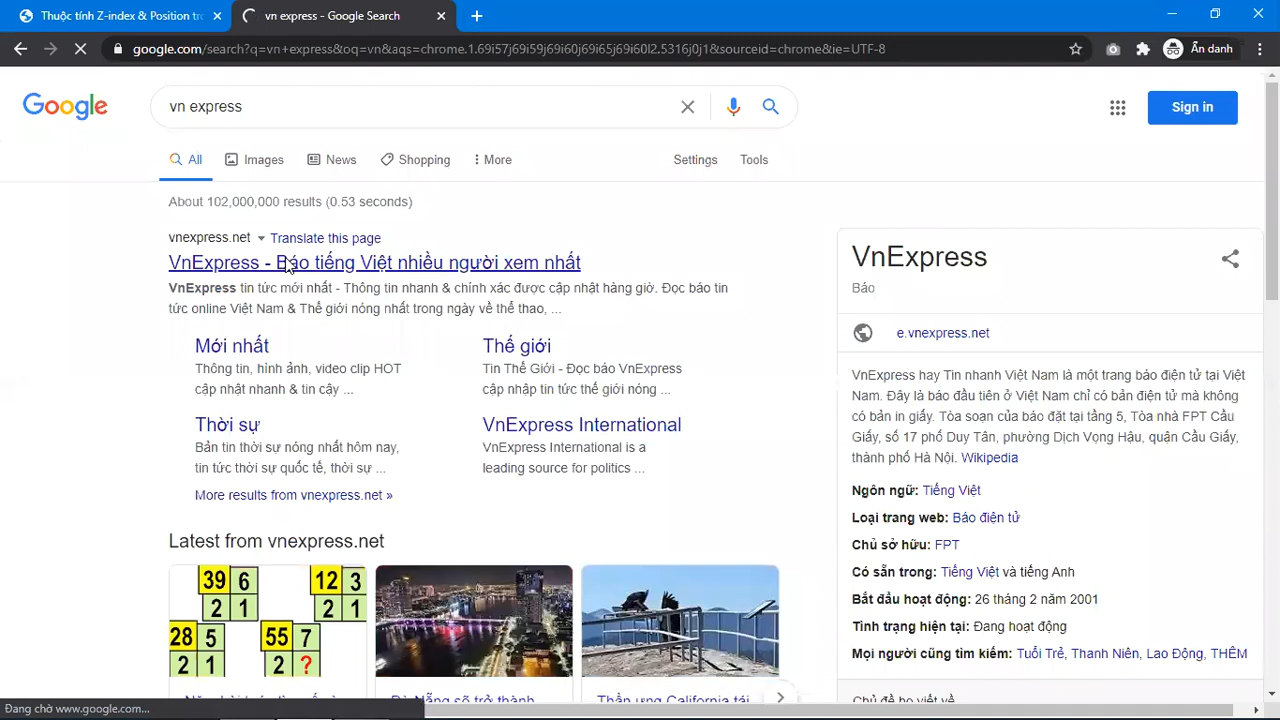 Thuộc tính Z-index & Position tro
vn express - Google Search
google.com/search?q=vn+express&oq=vn&aqs=chrome.1.69i57j69i59j69i60j69i65j69i60l2.5316j0j1&sourceid=chrome&ie=UTF-8
Ẩn danh
Google
vn express
Sign in
All
Images
News
Shopping
More
Settings
Tools
About 102,000,000 results (0.53 seconds)
vnexpress.net
Translate this page
VnExpress - Báo tiếng Việt nhiều người xem nhất
VnExpress tin tức mới nhất - Thông tin nhanh & chính xác được cập nhật hàng giờ. Đọc báo tin
tức online Việt Nam & Thế giới nóng nhất trong ngày về thể thao, ...
Mới nhất
Thông tin, hình ảnh, video clip HOT
cập nhật nhanh & tin cậy ...
Thế giới
Tin Thế Giới - Đọc báo VnExpress
cập nhập tin tức thế giới nóng ...
Thời sự
Bản tin thời sự nóng nhất hôm nay,
tin tức thời sự quốc tế, thời sự ...
VnExpress International
VnExpress International is a
leading source for politics ...
More results from vnexpress.net »
Latest from vnexpress.net
39 6
2 1
12 3
2 1
28 5
2 1
55 7
2 ?
Đà Nẵng sẽ trở thành
Thần ưng California tái
VnExpress
Báo
e.vnexpress.net
VnExpress hay Tin nhanh Việt Nam là một trang báo điện tử tại Việt
Nam. Đây là báo đầu tiên ở Việt Nam chỉ có bản điện tử mà không
có bản in giấy. Tòa soạn của báo đặt tại tầng 5, Tòa nhà FPT Cầu
Giấy, số 17 phố Duy Tân, phường Dịch Vọng Hậu, quận Cầu Giấy,
thành phố Hà Nội. Wikipedia
Ngôn ngữ: Tiếng Việt
Loại trang web: Báo điện tử
Chủ sở hữu: FPT
Có sẵn trong: Tiếng Việt và tiếng Anh
Bắt đầu hoạt động: 26 tháng 2 năm 2001
Tình trạng hiện tại: Đang hoạt động
Mọi người cũng tìm kiếm: Tuổi Trẻ, Thanh Niên, Lao Động, THÊM
Chủ đề họ viết về
Đang chờ www.google.com...